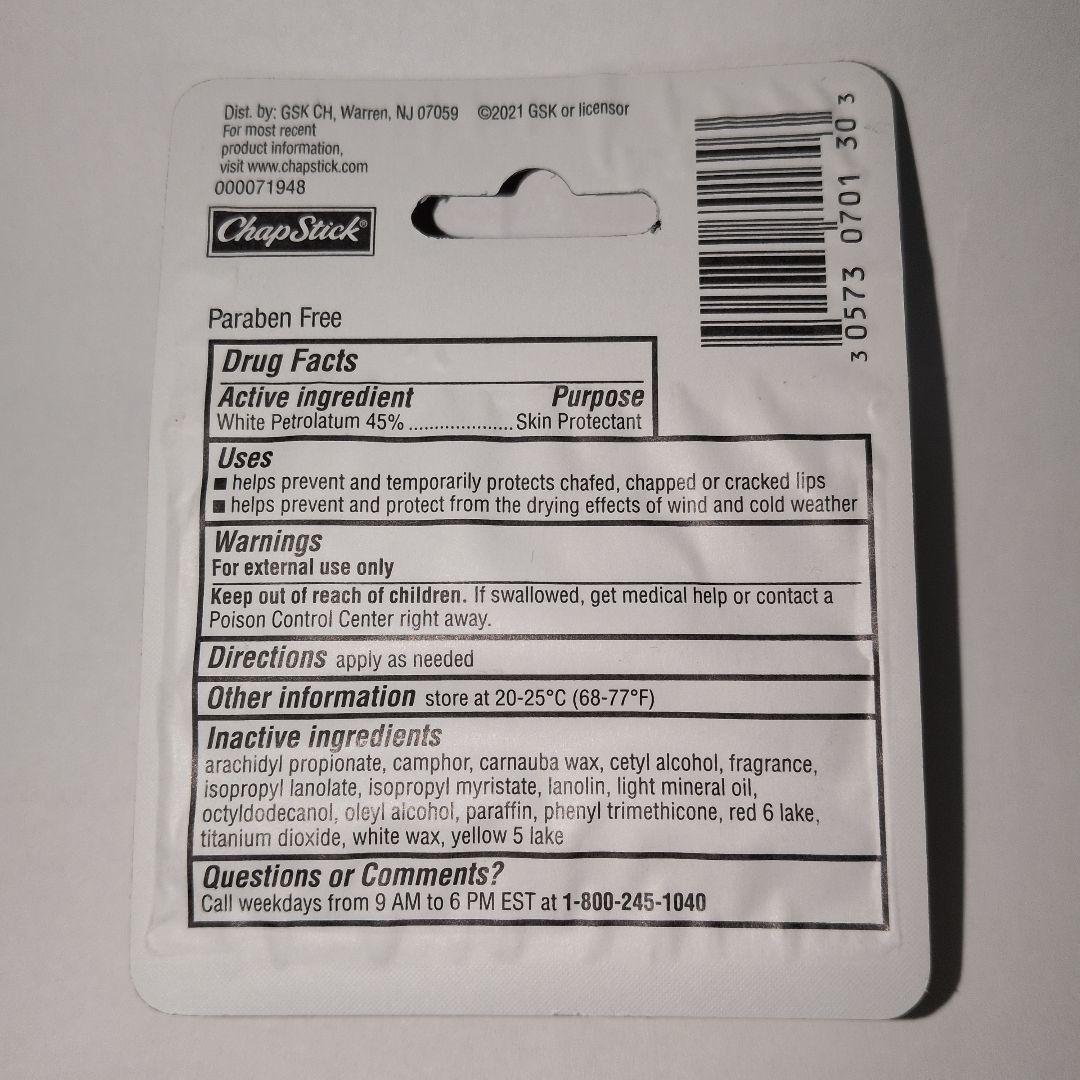 Dist. by: GSK CH, Warren, NJ 07059 ©2021 GSK or licensor
For most recent
product information,
visit www.chapstick.com
000071948
ChapStick®
3 0573 0701 30 3
Paraben Free
Drug Facts
Active ingredient Purpose
White Petrolatum 45% .................... Skin Protectant
Uses
■ helps prevent and temporarily protects chafed, chapped or cracked lips
■ helps prevent and protect from the drying effects of wind and cold weather
Warnings
For external use only
Keep out of reach of children. If swallowed, get medical help or contact a
Poison Control Center right away.
Directions apply as needed
Other information store at 20-25°C (68-77°F)
Inactive ingredients
arachidyl propionate, camphor, carnauba wax, cetyl alcohol, fragrance,
isopropyl lanolate, isopropyl myristate, lanolin, light mineral oil,
octyldodecanol, oleyl alcohol, paraffin, phenyl trimethicone, red 6 lake,
titanium dioxide, white wax, yellow 5 lake
Questions or Comments?
Call weekdays from 9 AM to 6 PM EST at 1-800-245-1040